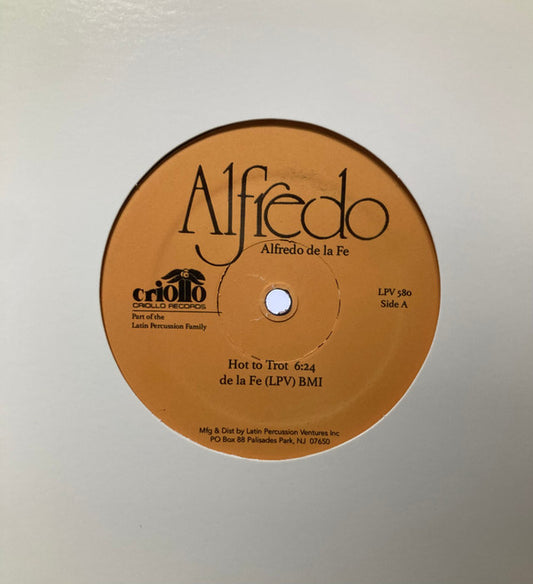 Alfredo
Alfredo de la Fe
criollo
CRIOLLO RECORDS
Part of the
Latin Percussion Family
LPV 580
Side A
Hot to Trot 6:24
de la Fe (LPV) BMI
Mfg & Dist by Latin Percussion Ventures Inc
PO Box 88 Palisades Park, NJ 07650